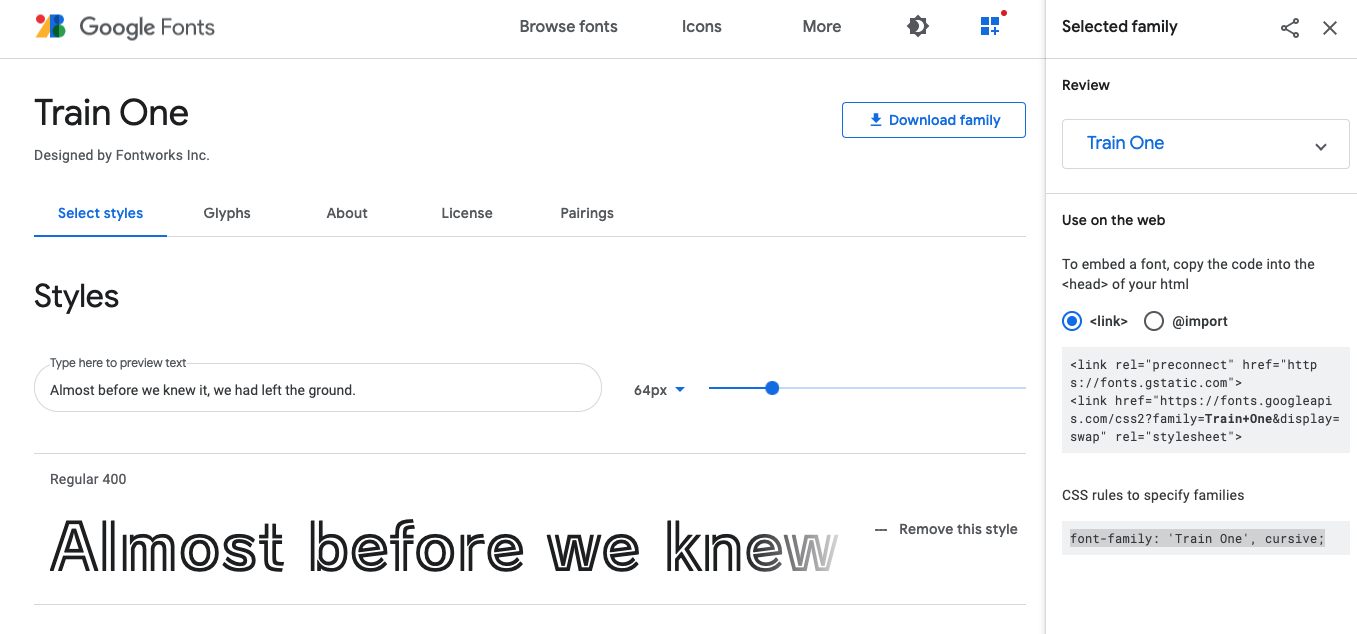 Google Fonts
Browse fonts
Icons
More
Train One
Designed by Fontworks Inc.
Download family
Select styles
Glyphs
About
License
Pairings
Styles
Type here to preview text
Almost before we knew it, we had left the ground.
64px
Regular 400
Almost before we knew
Remove this style
Selected family
Review
Train One
Use on the web
To embed a font, copy the code into the
<head> of your html
<link>
@import
<link rel="preconnect" href="http
s://fonts.gstatic.com">
<link href="https://fonts.googleapi
s.com/css2?family=Train+One&display=
swap" rel="stylesheet">
CSS rules to specify families
font-family: 'Train One', cursive;